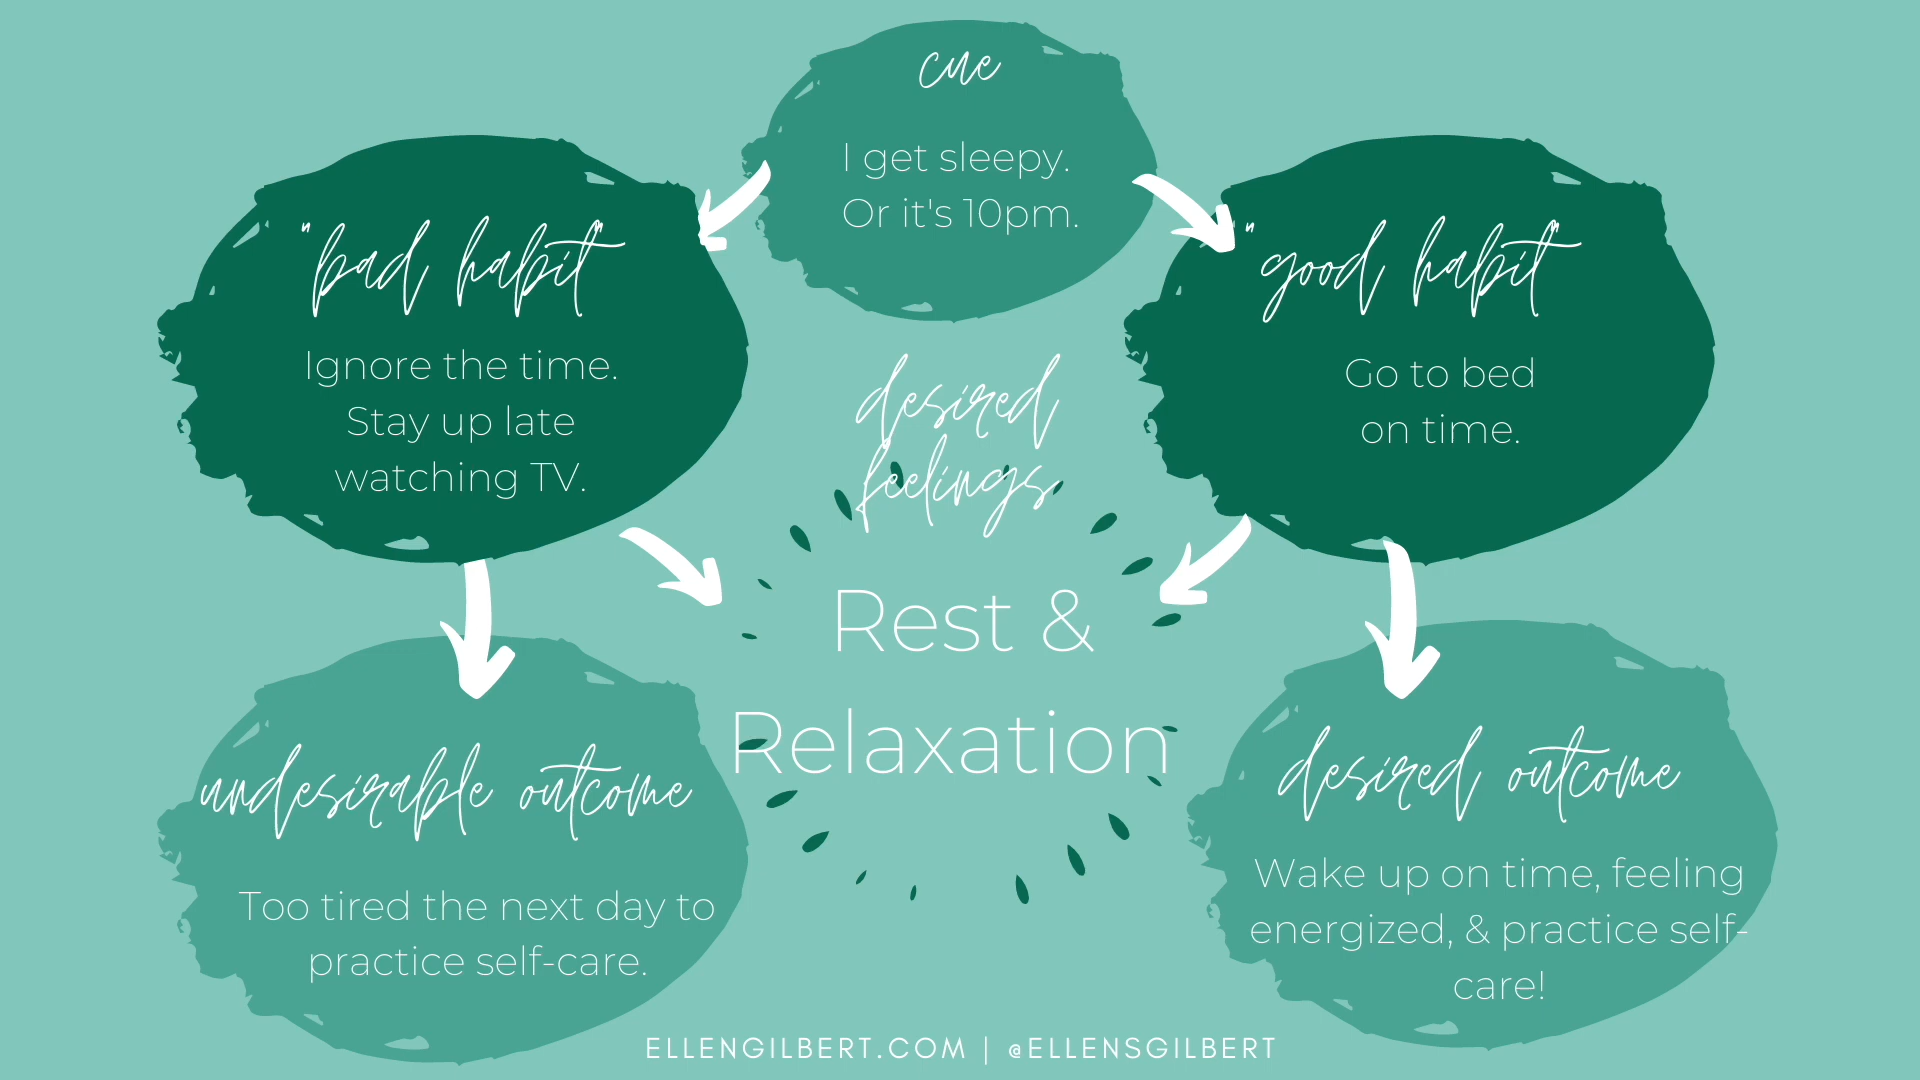 cue
I get sleepy.
Or it's 10pm.
"bad habit"
Ignore the time.
Stay up late
watching TV.
"good habit"
Go to bed
on time.
desired
feelings
Rest &
Relaxation
undesirable outcome
Too tired the next day to
practice self-care.
desired outcome
Wake up on time, feeling
energized, & practice self-
care!
ELLENGILBERT.COM | @ELLENSGILBERT